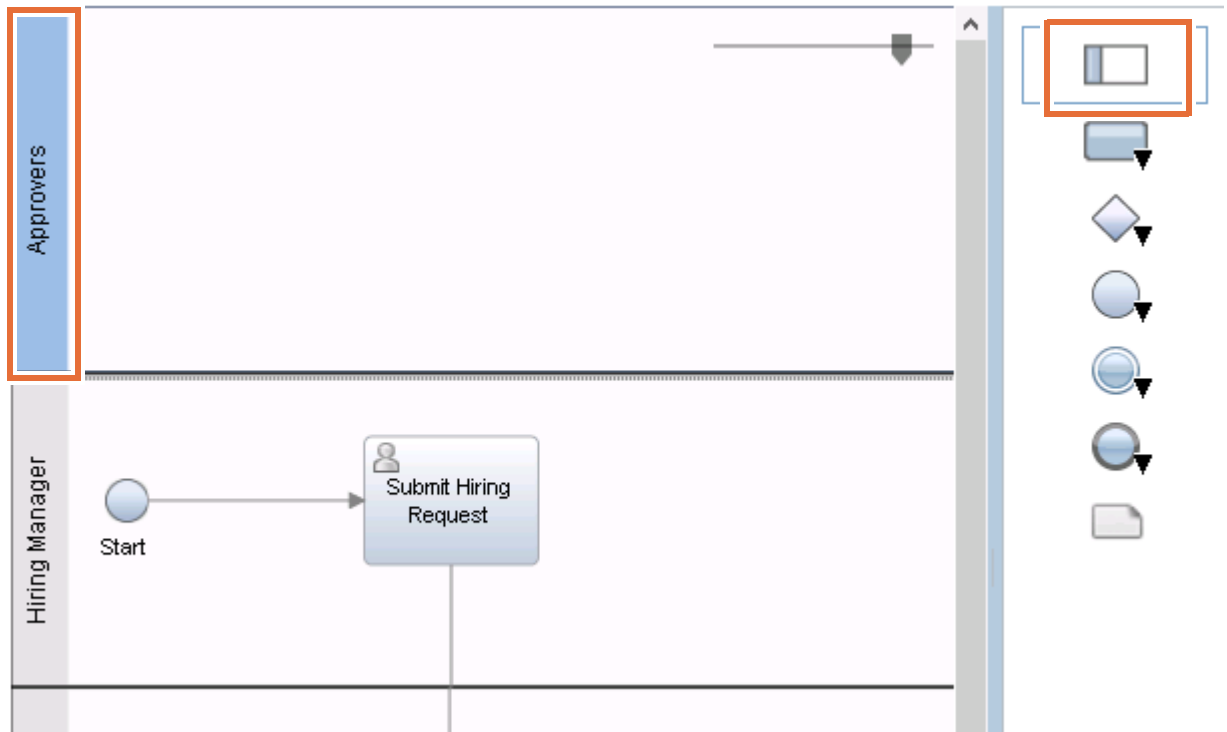 Approvers
Hiring Manager
Start
Submit Hiring
Request